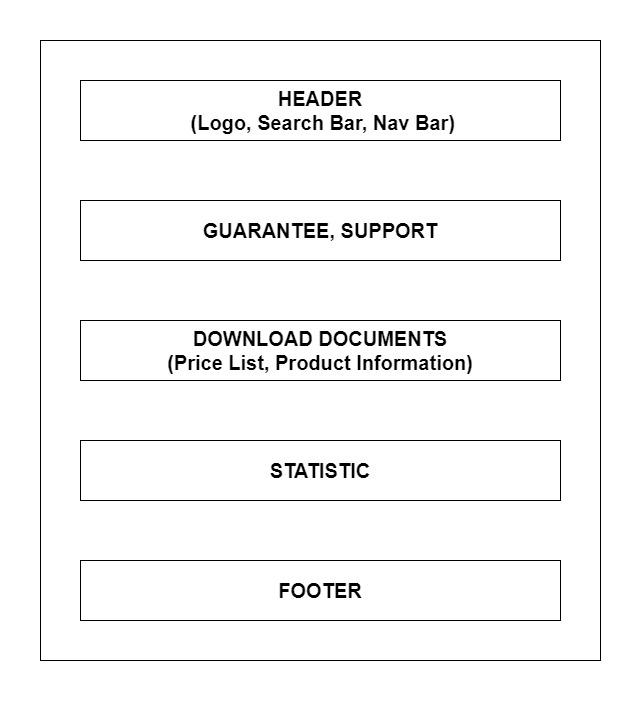 HEADER
(Logo, Search Bar, Nav Bar)
GUARANTEE, SUPPORT
DOWNLOAD DOCUMENTS
(Price List, Product Information)
STATISTIC
FOOTER